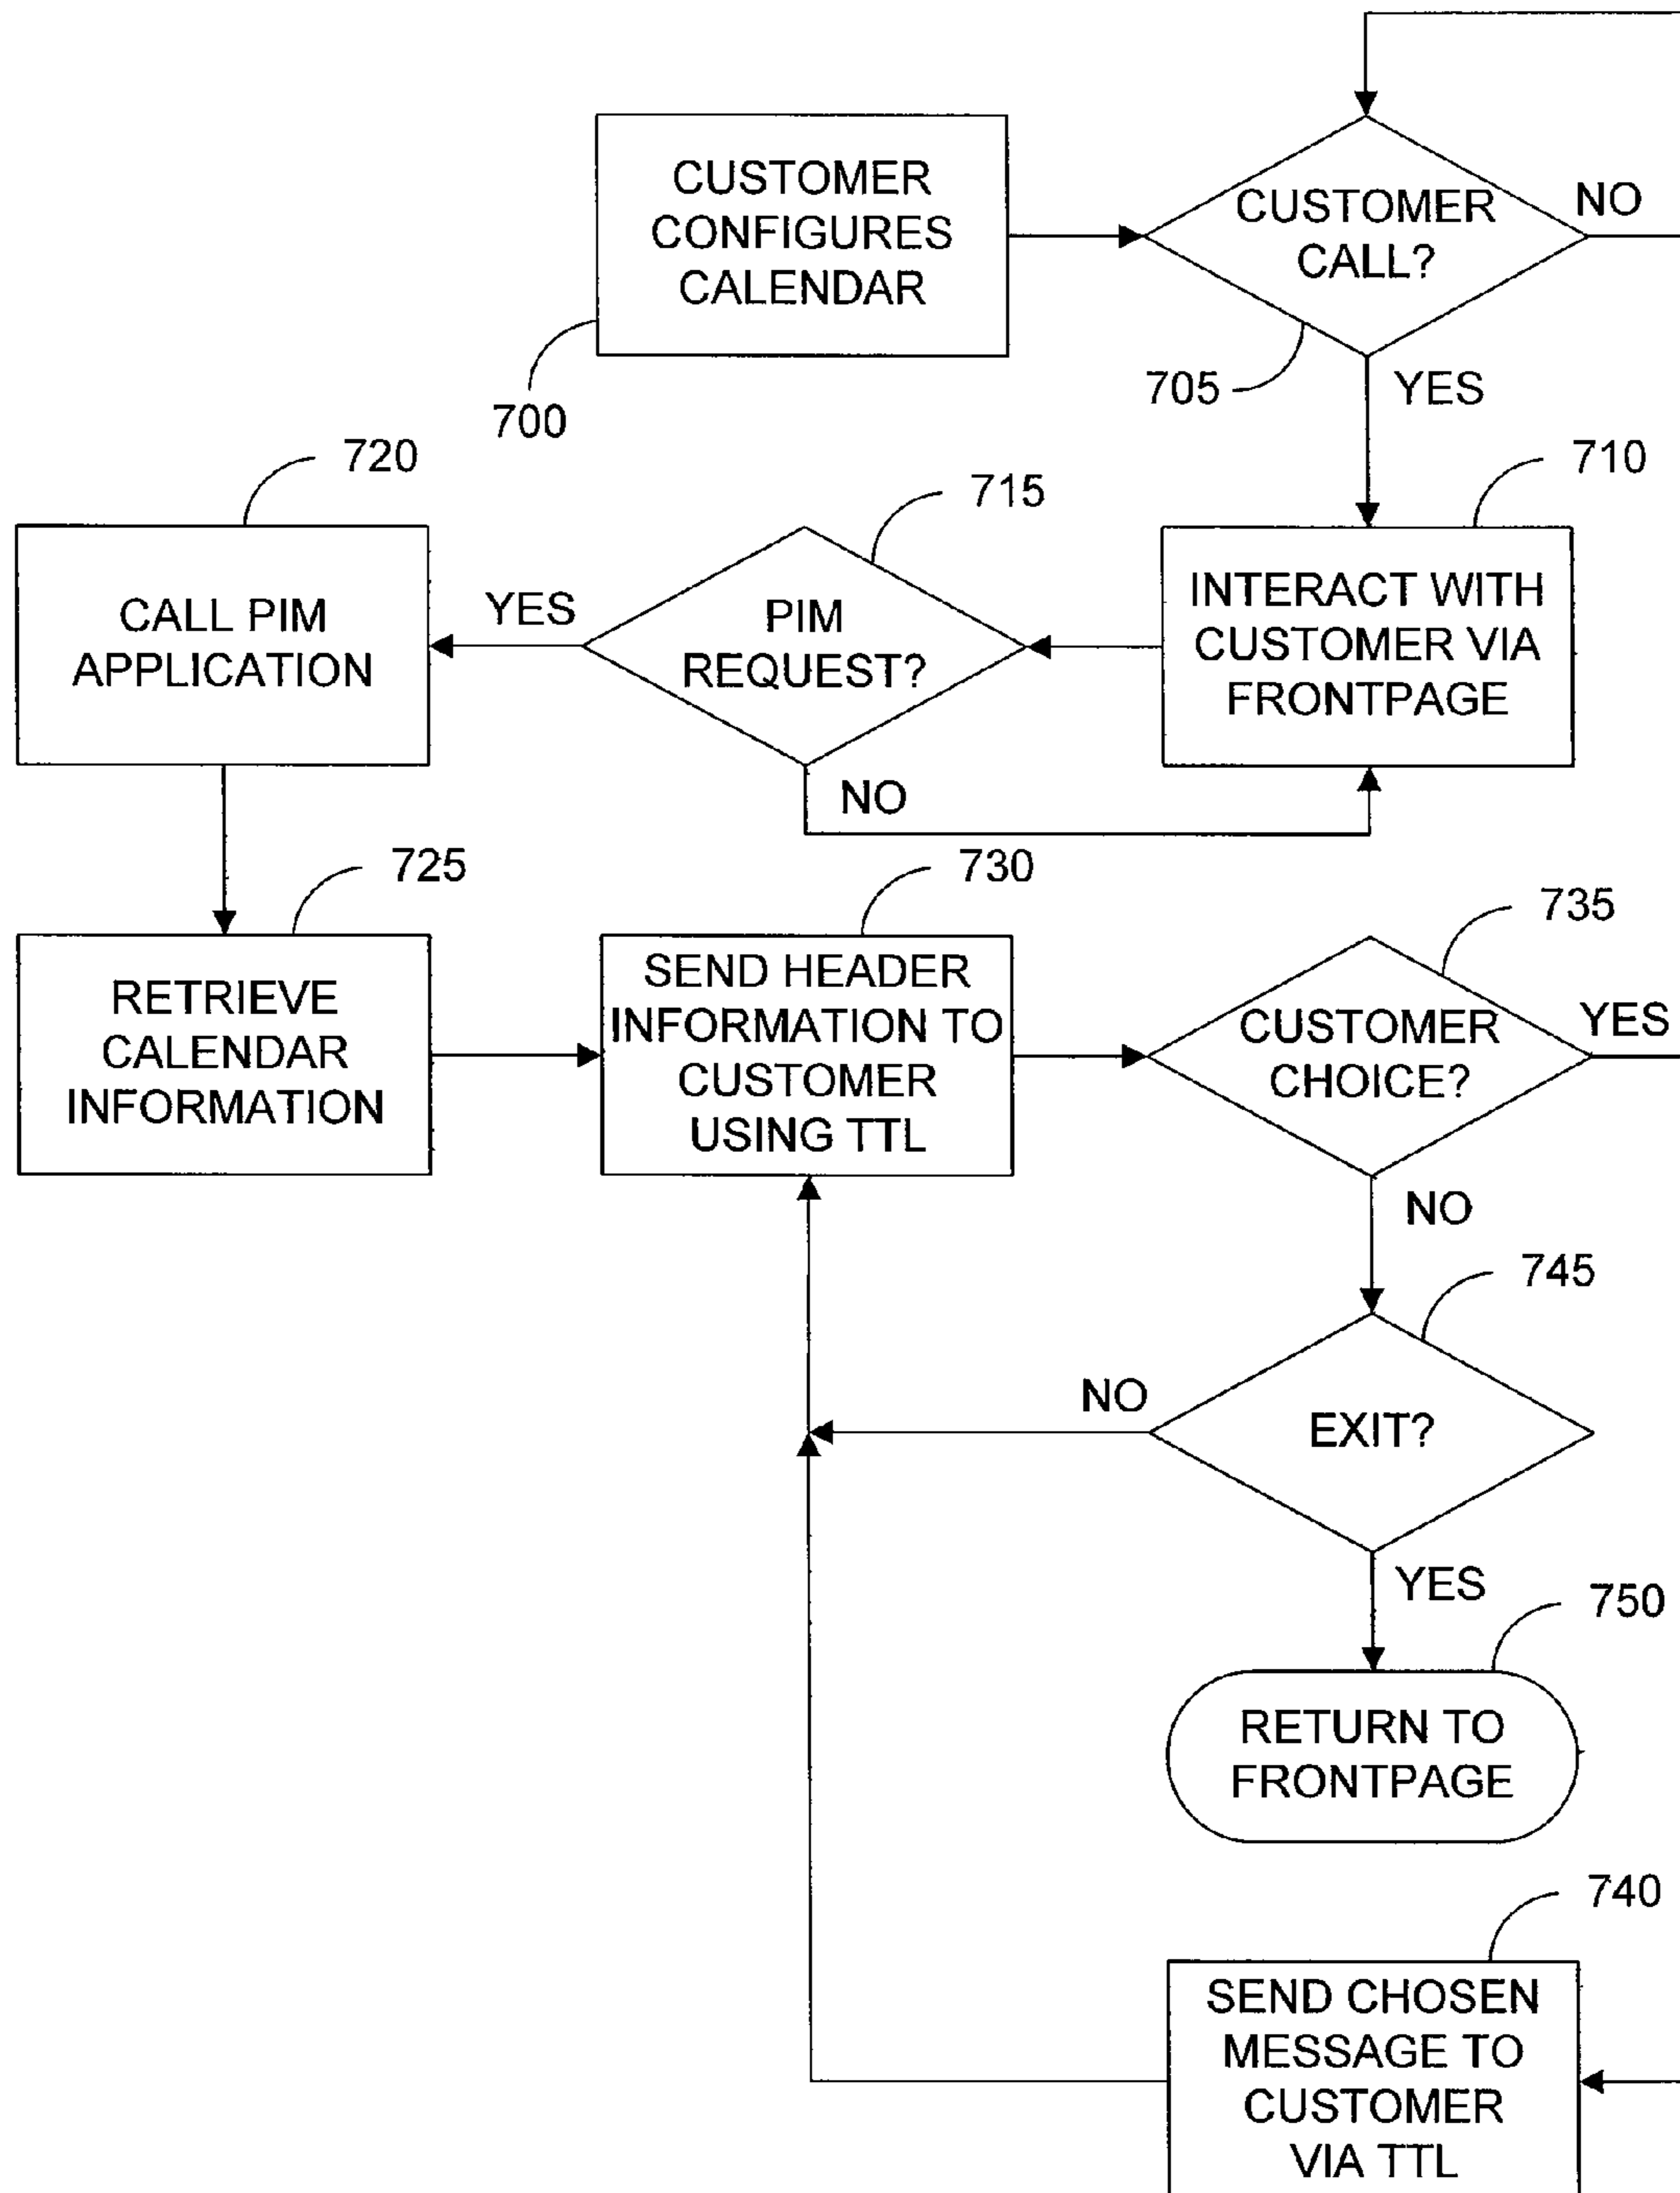 CUSTOMER
CONFIGURES
CALENDAR
700
CUSTOMER
CALL?
NO
705
YES
720
715
710
CALL PIM
APPLICATION
YES
PIM
REQUEST?
INTERACT WITH
CUSTOMER VIA
FRONTPAGE
NO
725
730
735
RETRIEVE
CALENDAR
INFORMATION
SEND HEADER
INFORMATION TO
CUSTOMER
USING TTL
CUSTOMER
CHOICE?
YES
NO
745
NO
EXIT?
YES
750
RETURN TO
FRONTPAGE
740
SEND CHOSEN
MESSAGE TO
CUSTOMER
VIA TTL